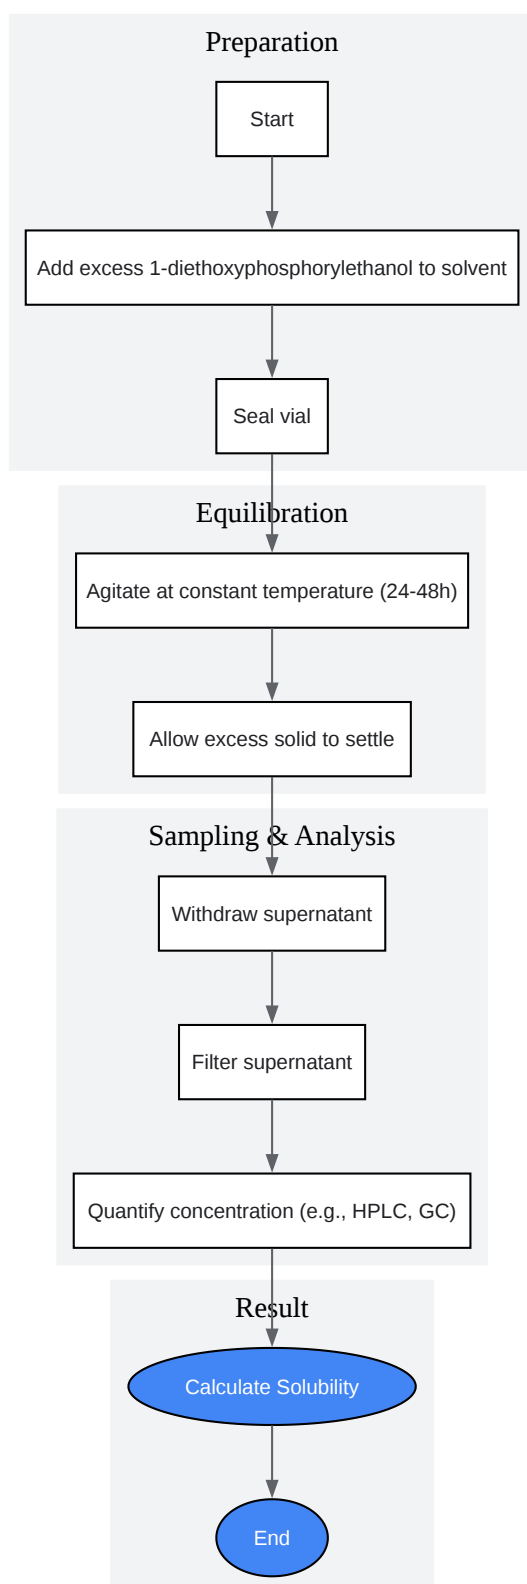 Preparation
Start
Add excess 1-diethoxyphosphorylethanol to solvent
Seal vial
Equilibration
Agitate at constant temperature (24-48h)
Allow excess solid to settle
Sampling & Analysis
Withdraw supernatant
Filter supernatant
Quantify concentration (e.g., HPLC, GC)
Result
Calculate Solubility
End